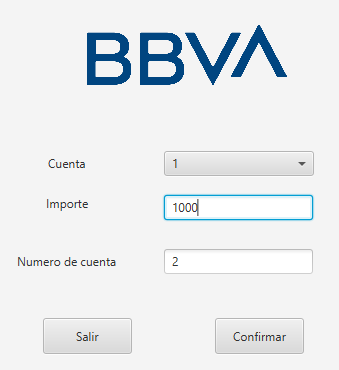 BBVA
Cuenta 1
Importe 1000
Numero de cuenta 2
Salir Confirmar